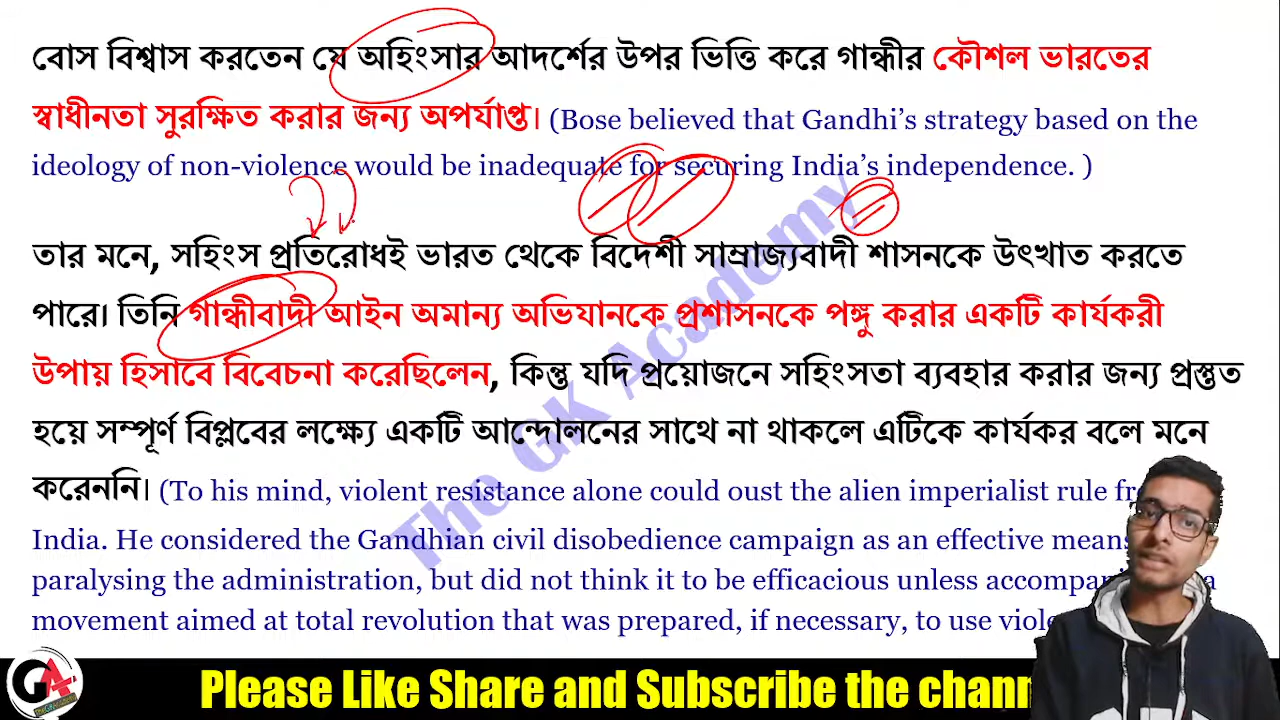 বোস বিশ্বাস করতেন যে অহিংসার আদর্শের উপর ভিত্তি করে গান্ধীর কৌশল ভারতের
স্বাধীনতা সুরক্ষিত করার জন্য অপর্যাপ্ত। (Bose believed that Gandhi's strategy based on the
ideology of non-violence would be inadequate for securing India's independence. )
তার মনে, সহিংস প্রতিরোধই ভারত থেকে বিদেশী সাম্রাজ্যবাদী শাসনকে উৎখাত করতে
পারে। তিনি গান্ধীবাদী আইন অমান্য অভিযানকে প্রশাসনকে পঙ্গু করার একটি কার্যকরী
উপায় হিসাবে বিবেচনা করেছিলেন, কিন্তু যদি প্রয়োজনে সহিংসতা ব্যবহার করার জন্য প্রস্তুত
হয়ে সম্পূর্ণ বিপ্লবের লক্ষ্যে একটি আন্দোলনের সাথে না থাকলে এটিকে কার্যকর বলে মনে
করেননি। (To his mind, violent resistance alone could oust the alien imperialist rule
India. He considered the Gandhian civil disobedience campaign as an effective
paralysing the administration, but did not think it to be efficacious unless a
movement aimed at total revolution that was prepared, if necessary, to use
The GK Academy
GA
Please Like Share and Subscribe the